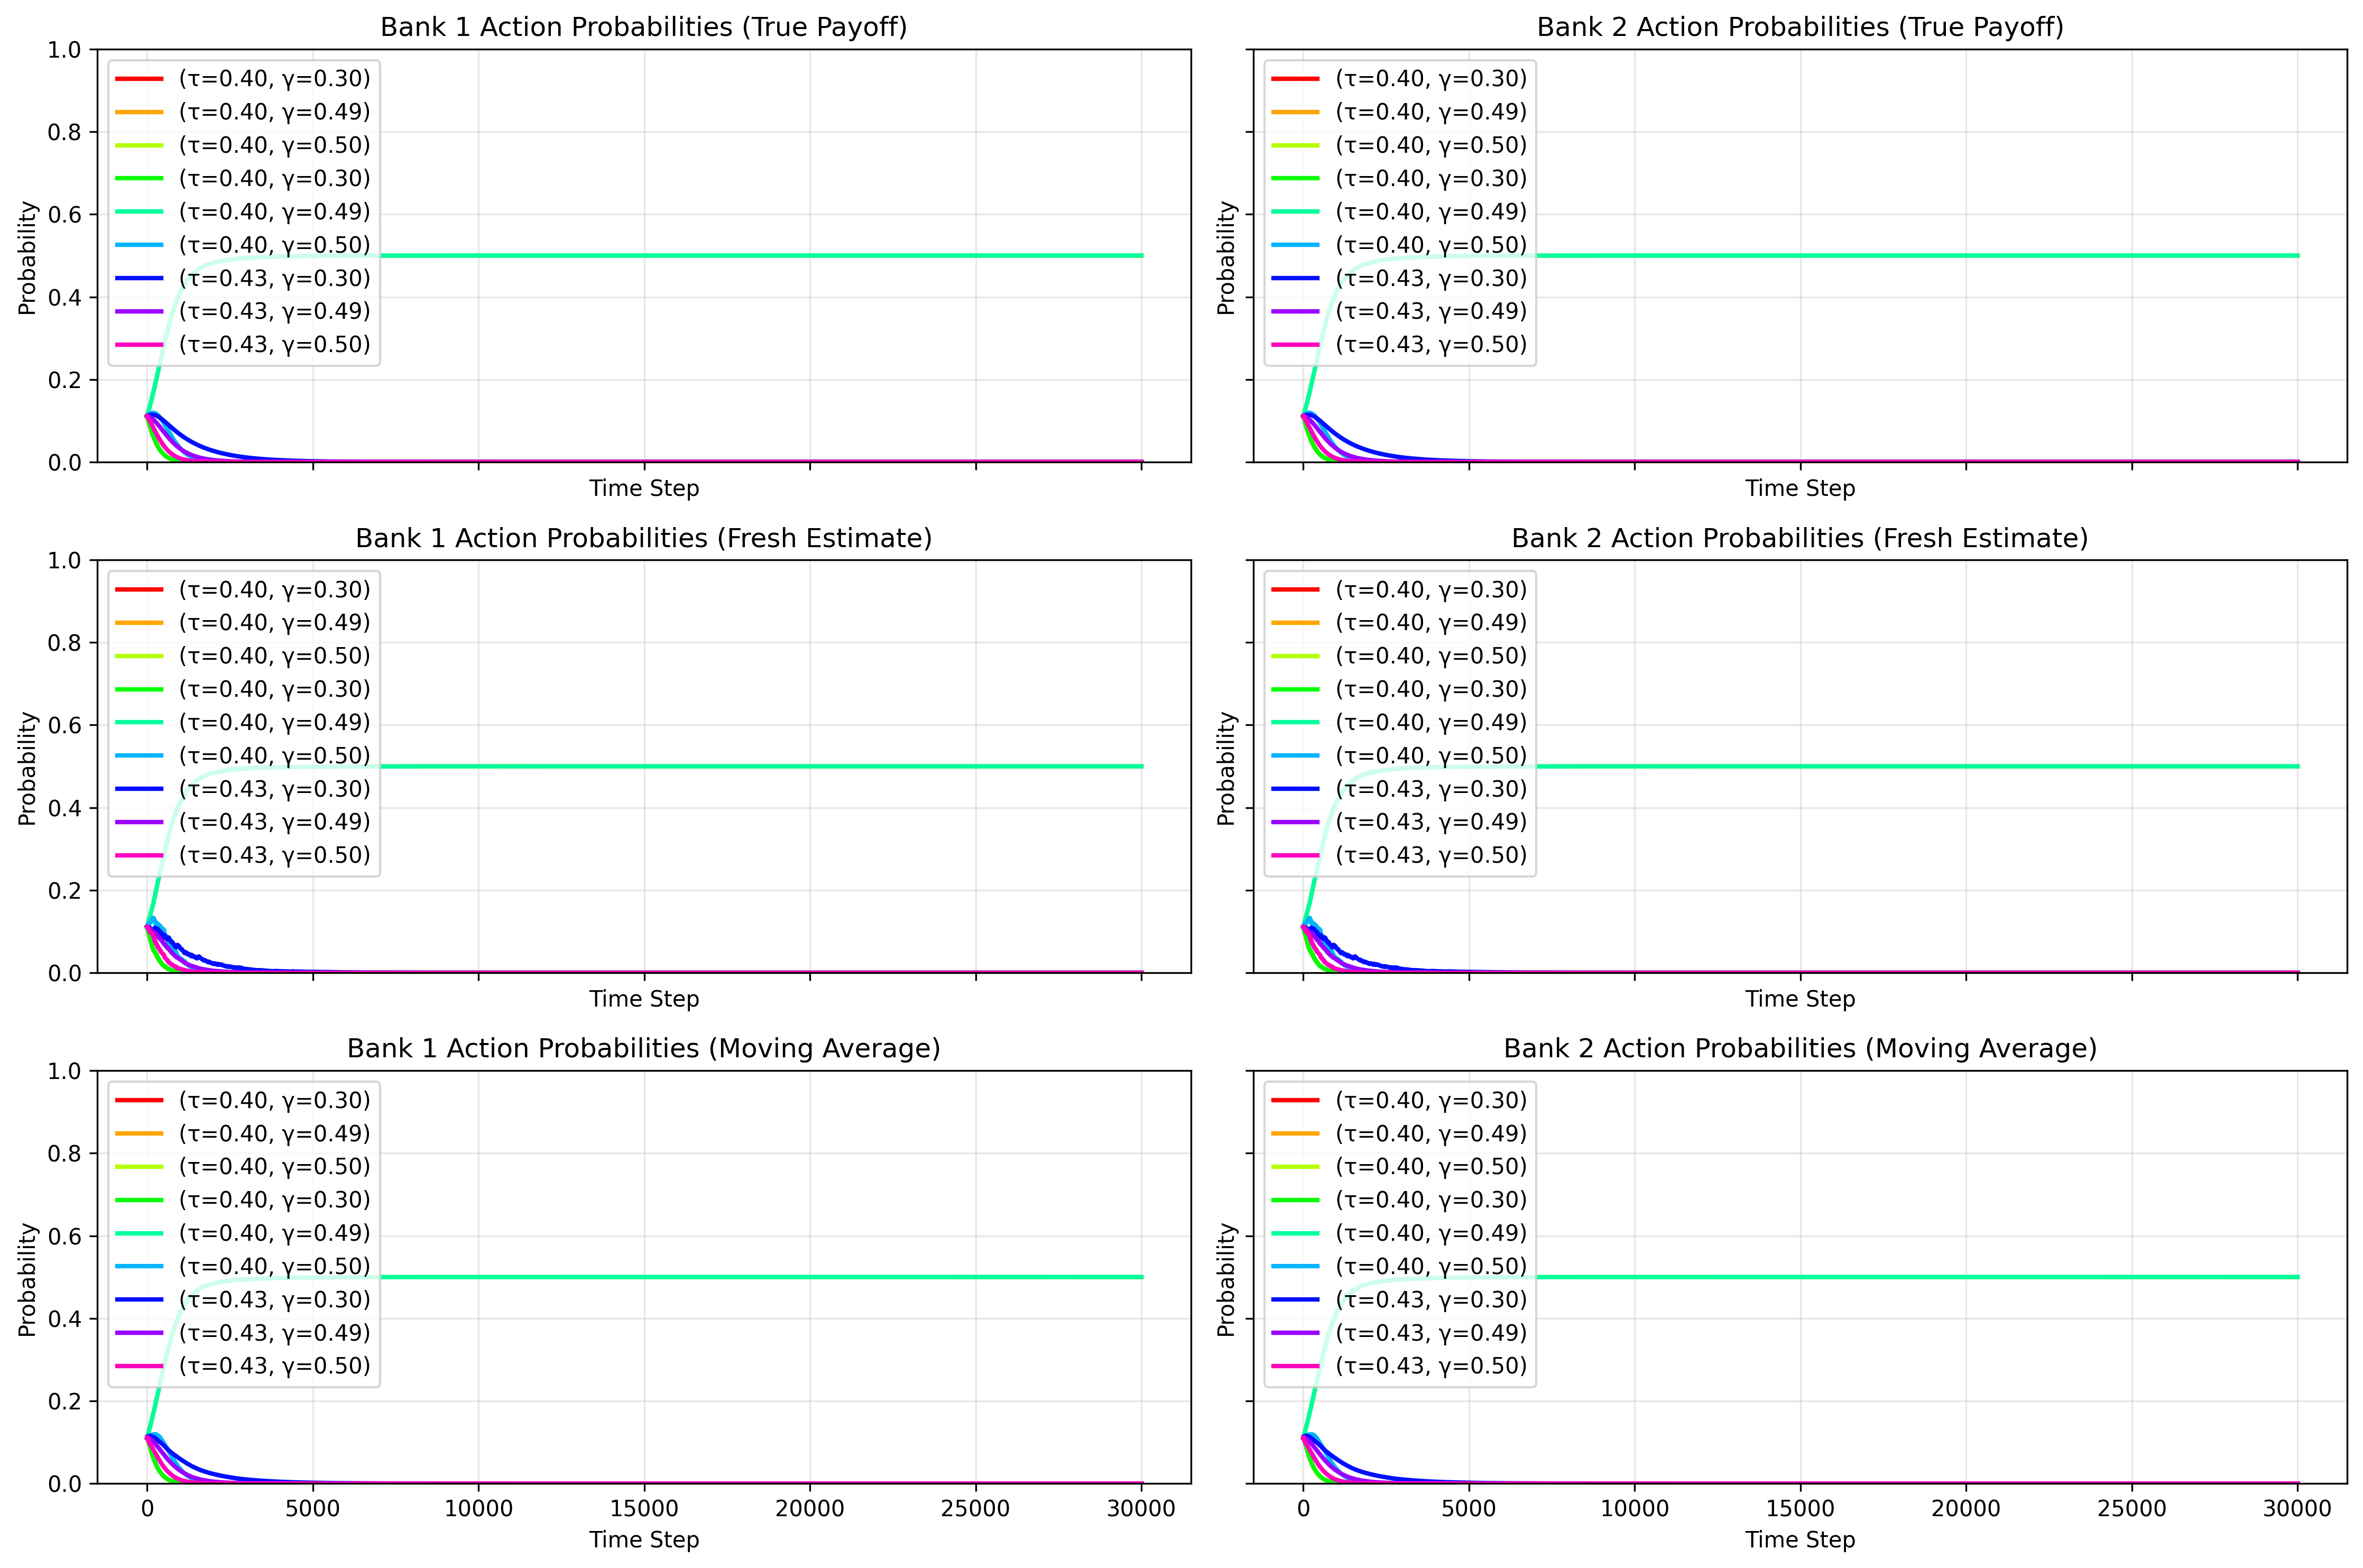 Bank 1 Action Probabilities (True Payoff)
1.0
0.8
0.6
0.4
0.2
0.0
Probability
(τ=0.40, γ=0.30)
(τ=0.40, γ=0.49)
(τ=0.40, γ=0.50)
(τ=0.40, γ=0.30)
(τ=0.40, γ=0.49)
(τ=0.40, γ=0.50)
(τ=0.43, γ=0.30)
(τ=0.43, γ=0.49)
(τ=0.43, γ=0.50)
Time Step
Bank 2 Action Probabilities (True Payoff)
Probability
(τ=0.40, γ=0.30)
(τ=0.40, γ=0.49)
(τ=0.40, γ=0.50)
(τ=0.40, γ=0.30)
(τ=0.40, γ=0.49)
(τ=0.40, γ=0.50)
(τ=0.43, γ=0.30)
(τ=0.43, γ=0.49)
(τ=0.43, γ=0.50)
Time Step
Bank 1 Action Probabilities (Fresh Estimate)
1.0
0.8
0.6
0.4
0.2
0.0
Probability
(τ=0.40, γ=0.30)
(τ=0.40, γ=0.49)
(τ=0.40, γ=0.50)
(τ=0.40, γ=0.30)
(τ=0.40, γ=0.49)
(τ=0.40, γ=0.50)
(τ=0.43, γ=0.30)
(τ=0.43, γ=0.49)
(τ=0.43, γ=0.50)
Time Step
Bank 2 Action Probabilities (Fresh Estimate)
Probability
(τ=0.40, γ=0.30)
(τ=0.40, γ=0.49)
(τ=0.40, γ=0.50)
(τ=0.40, γ=0.30)
(τ=0.40, γ=0.49)
(τ=0.40, γ=0.50)
(τ=0.43, γ=0.30)
(τ=0.43, γ=0.49)
(τ=0.43, γ=0.50)
Time Step
Bank 1 Action Probabilities (Moving Average)
1.0
0.8
0.6
0.4
0.2
0.0
Probability
(τ=0.40, γ=0.30)
(τ=0.40, γ=0.49)
(τ=0.40, γ=0.50)
(τ=0.40, γ=0.30)
(τ=0.40, γ=0.49)
(τ=0.40, γ=0.50)
(τ=0.43, γ=0.30)
(τ=0.43, γ=0.49)
(τ=0.43, γ=0.50)
0 5000 10000 15000 20000 25000 30000
Time Step
Bank 2 Action Probabilities (Moving Average)
Probability
(τ=0.40, γ=0.30)
(τ=0.40, γ=0.49)
(τ=0.40, γ=0.50)
(τ=0.40, γ=0.30)
(τ=0.40, γ=0.49)
(τ=0.40, γ=0.50)
(τ=0.43, γ=0.30)
(τ=0.43, γ=0.49)
(τ=0.43, γ=0.50)
0 5000 10000 15000 20000 25000 30000
Time Step